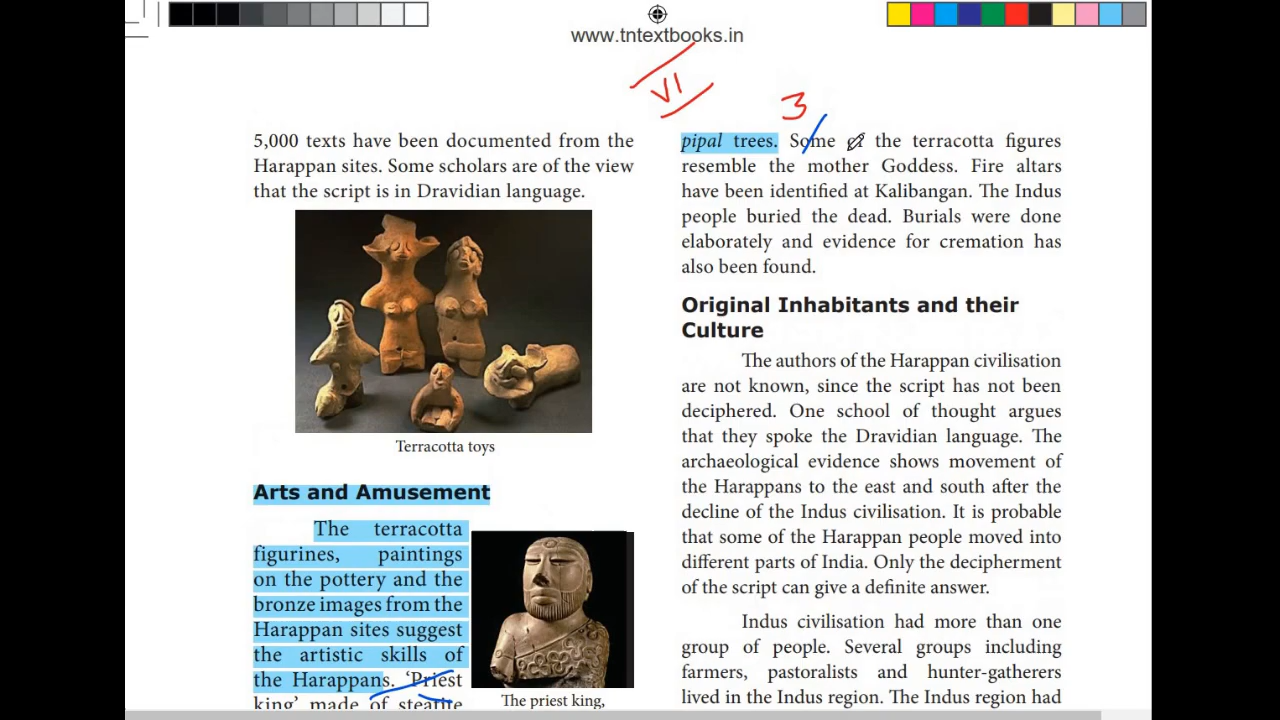 www.tntextbooks.in
VI
3
5,000 texts have been documented from the
Harappan sites. Some scholars are of the view
that the script is in Dravidian language.
Terracotta toys
Arts and Amusement
The terracotta
figurines, paintings
on the pottery and the
bronze images from the
Harappan sites suggest
the artistic skills of
the Harappans. ‘Priest
king’ made of steatite
The priest king,
pipal trees. Some of the terracotta figures
resemble the mother Goddess. Fire altars
have been identified at Kalibangan. The Indus
people buried the dead. Burials were done
elaborately and evidence for cremation has
also been found.
Original Inhabitants and their
Culture
The authors of the Harappan civilisation
are not known, since the script has not been
deciphered. One school of thought argues
that they spoke the Dravidian language. The
archaeological evidence shows movement of
the Harappans to the east and south after the
decline of the Indus civilisation. It is probable
that some of the Harappan people moved into
different parts of India. Only the decipherment
of the script can give a definite answer.
Indus civilisation had more than one
group of people. Several groups including
farmers, pastoralists and hunter-gatherers
lived in the Indus region. The Indus region had